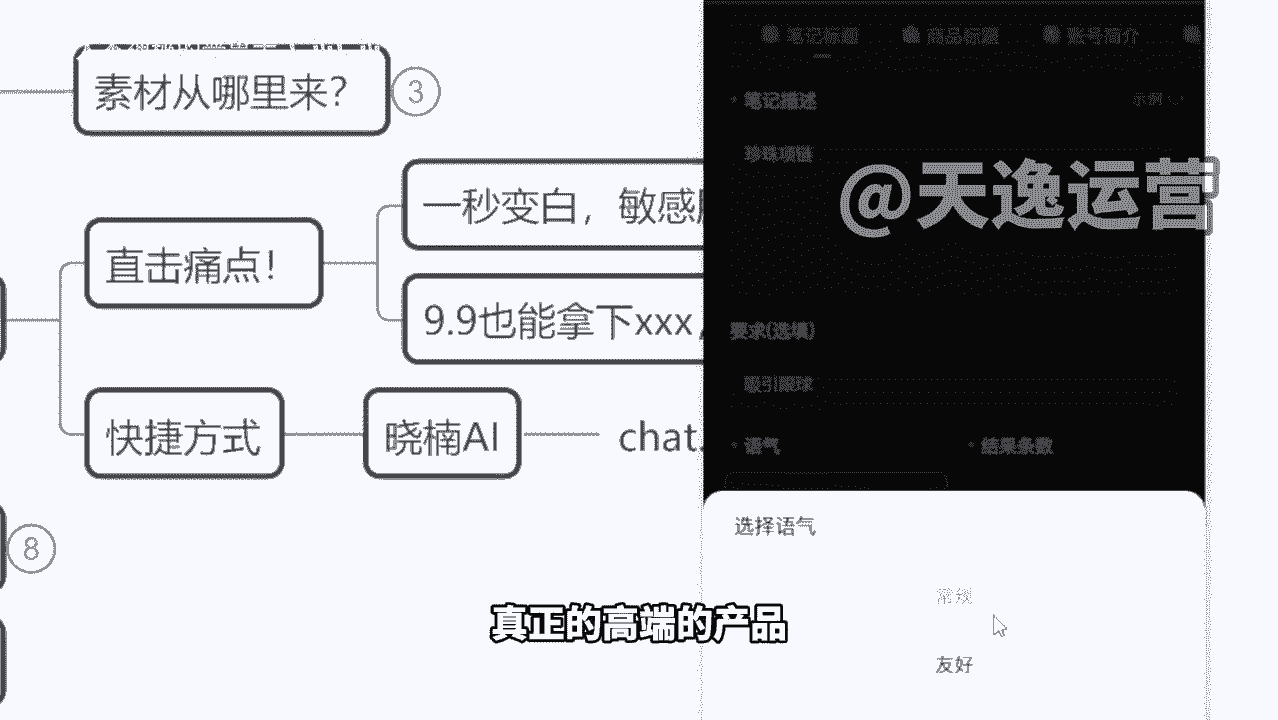 素材从哪里来？
3
直击痛点！
一秒变白，敏感
9.9也能拿下xxx
快捷方式
晓楠AI
chat.
8
笔记标题
商品标题
账号简介
笔记描述
示例
珍珠项链
@天逸运营
要求(选填)
吸引眼球
语气
结果条数
选择语气
常规
友好
真正的高端的产品